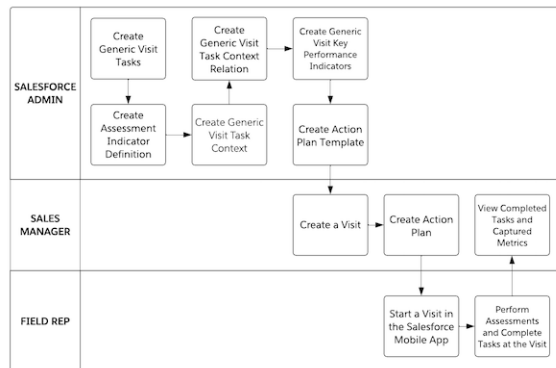 SALESFORCE
ADMIN
Create
Generic Visit
Tasks
Create
Generic Visit
Task Context
Relation
Create Generic
Visit Key
Performance
Indicators
Create
Assessment
Indicator
Definition
Create Generic
Visit Task
Context
Create Action
Plan Template
SALES
MANAGER
Create a Visit
Create Action
Plan
View Completed
Tasks and
Captured
Metrics
FIELD REP
Start a Visit in
the Salesforce
Mobile App
Perform
Assessments
and Complete
Tasks at the Visit